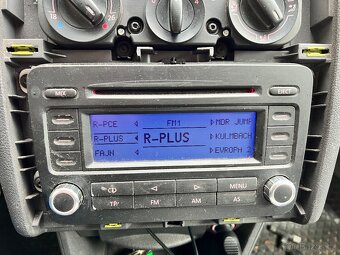 MIX
EJECT
R-PCE FM1 MDR JUMP
R-PLUS R-PLUS KULMBACH
FAJN EVROPA 2
MENU
TP FM AM AS